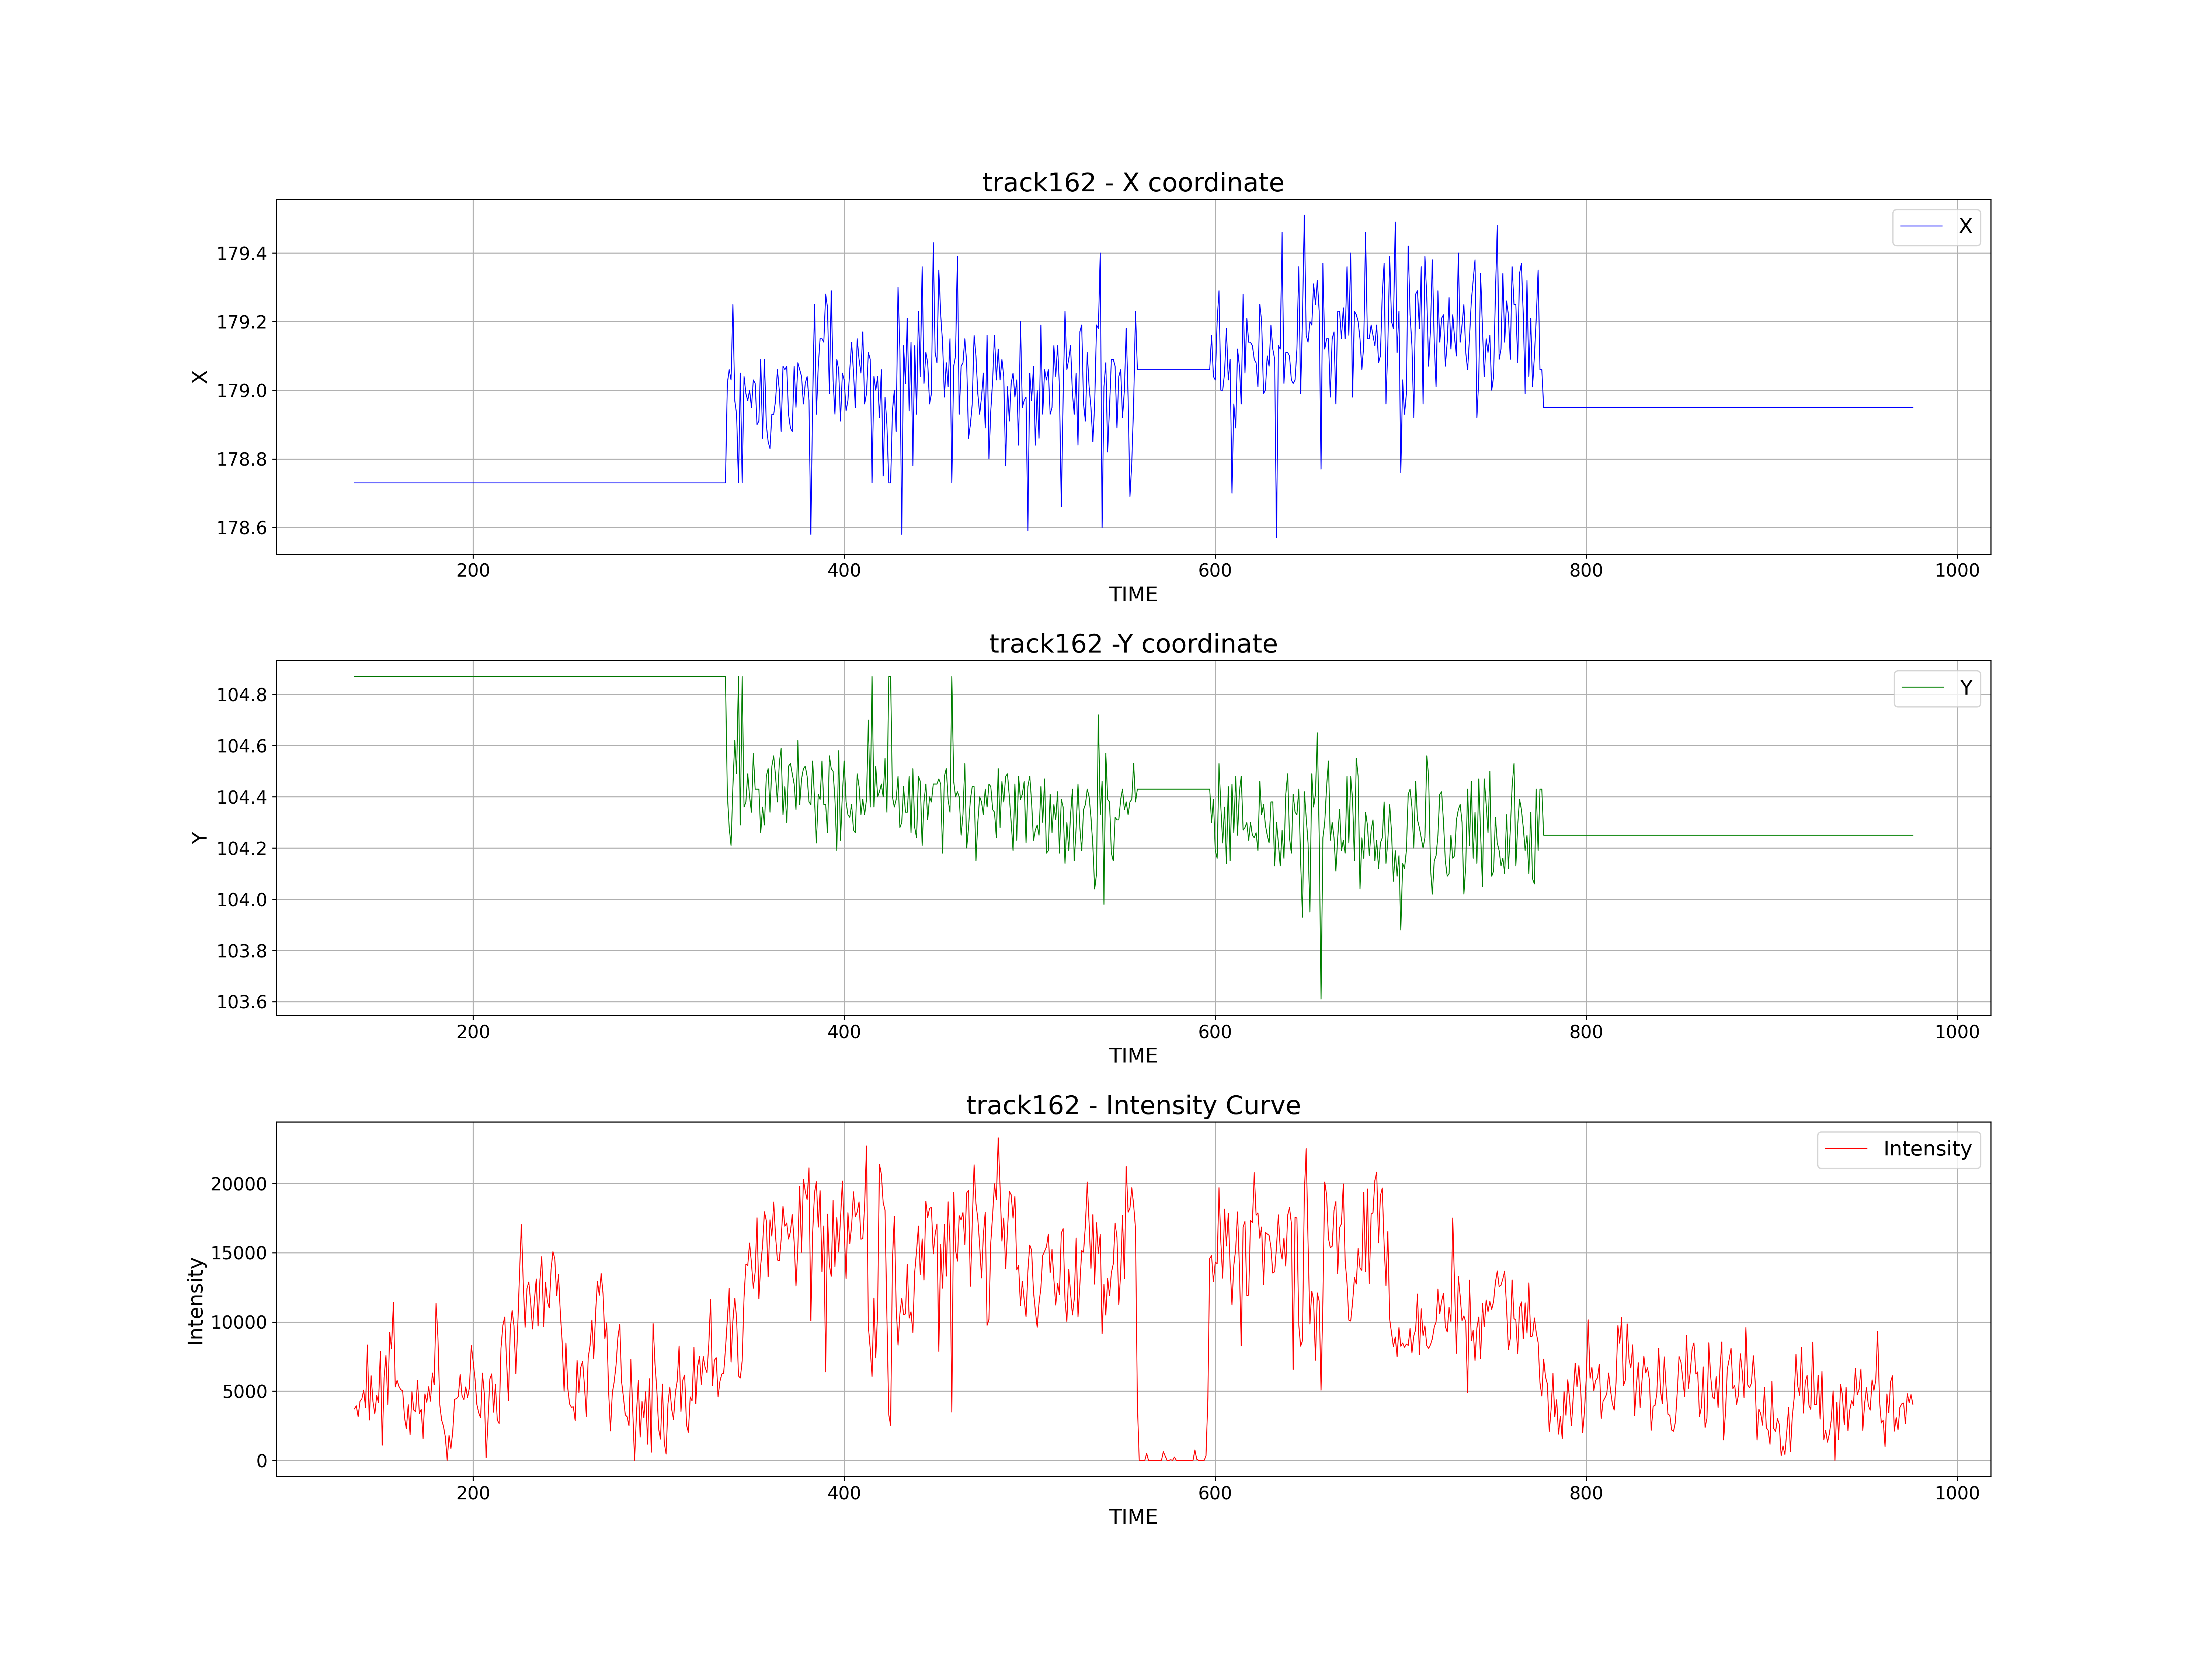 track162 - X coordinate
X
179.4
179.2
179.0
178.8
178.6
X
200 400 600 800 1000
TIME
track162 -Y coordinate
Y
104.8
104.6
104.4
104.2
104.0
103.8
103.6
Y
200 400 600 800 1000
TIME
track162 - Intensity Curve
Intensity
20000
15000
10000
5000
0
Intensity
200 400 600 800 1000
TIME